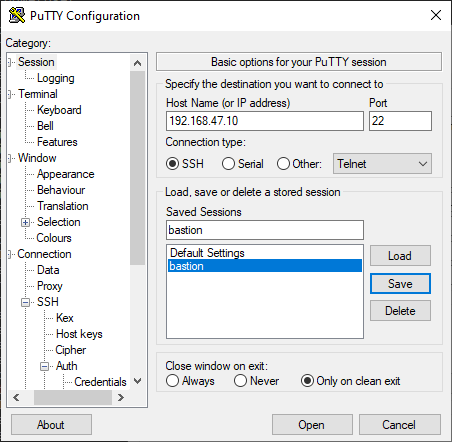 PuTTY Configuration
Category:
Session
Logging
Terminal
Keyboard
Bell
Features
Window
Appearance
Behaviour
Translation
Selection
Colours
Connection
Data
Proxy
SSH
Kex
Host keys
Cipher
Auth
Credentials
Basic options for your PuTTY session
Specify the destination you want to connect to
Host Name (or IP address) Port
192.168.47.10 22
Connection type:
SSH Serial Other: Telnet
Load, save or delete a stored session
Saved Sessions
bastion
Default Settings
bastion
Load
Save
Delete
Close window on exit:
Always Never Only on clean exit
About Open Cancel